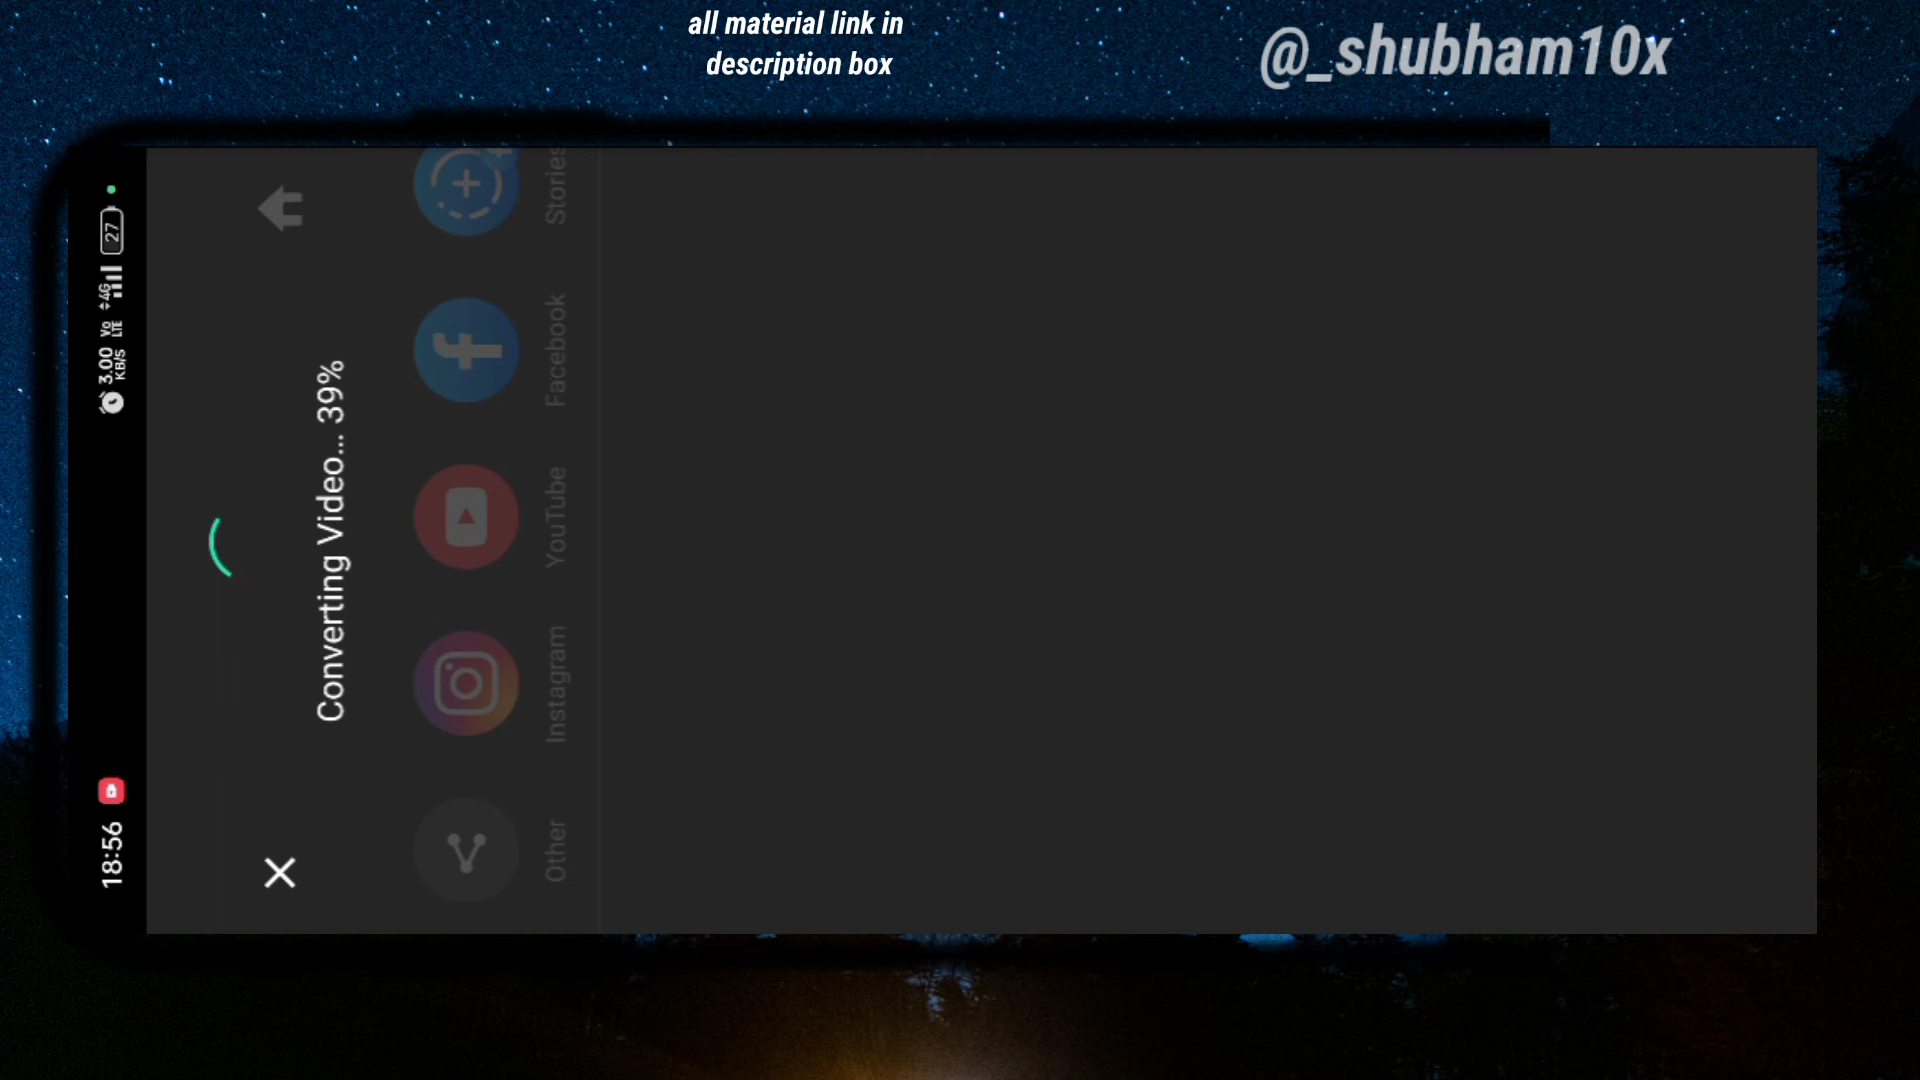 all material link in
description box
@_shubham10x
18:56
3.00
KB/S
Vo
LTE
4G
27
Converting Video... 39%
Other
Instagram
YouTube
Facebook
Stories